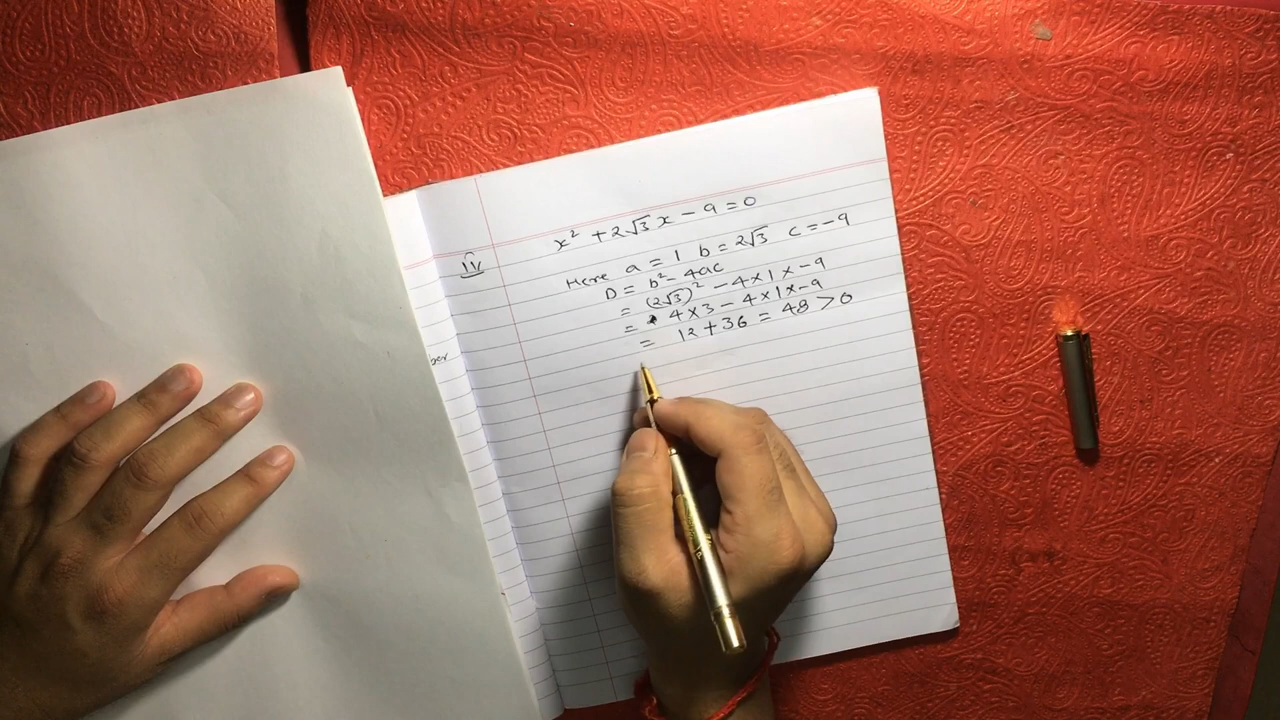 iv x² + 2√3 x - 9 = 0
Here a = 1 b = 2√3 c = -9
D = b² - 4ac
= (2√3)² - 4×1×-9
= 4×3 - 4×1×-9
= 12 + 36 = 48 > 0
ber